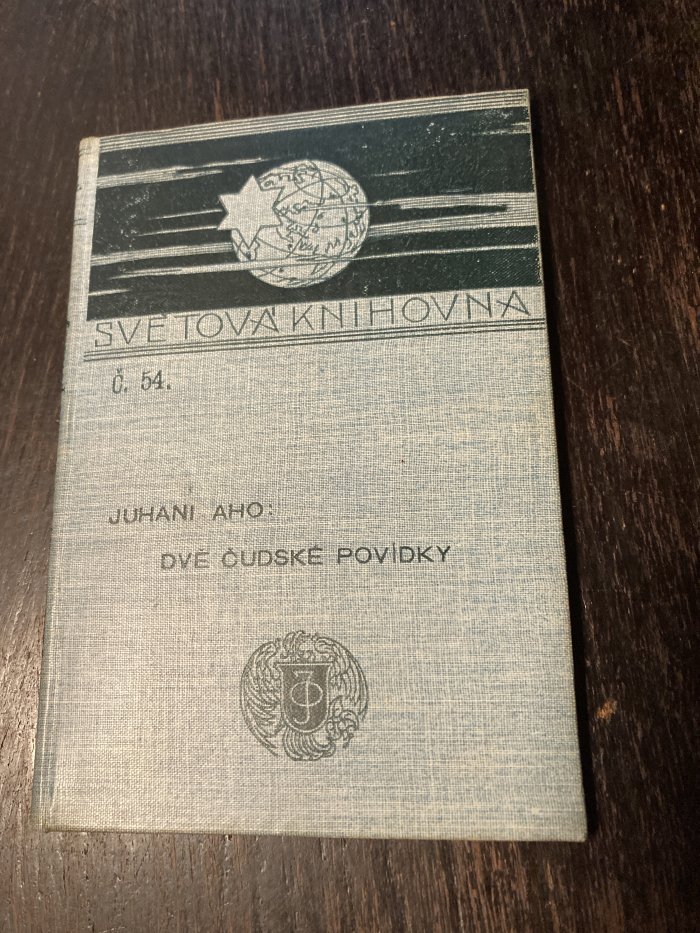 SVĚTOVÁ KNIHOVNA
Č. 54.
JUHANI AHO:
DVĚ ČUDSKÉ POVÍDKY